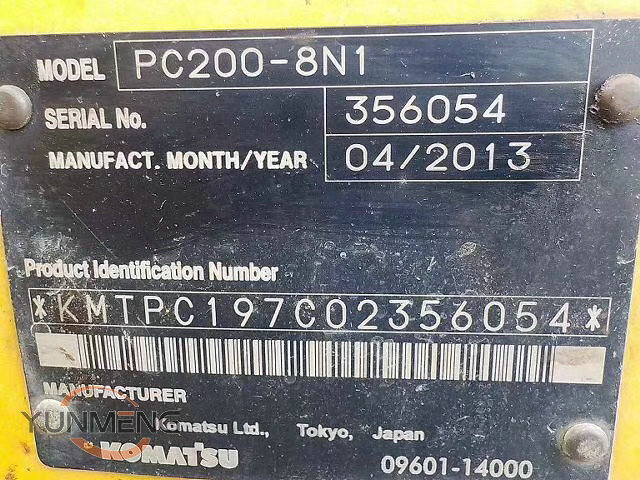 MODEL PC200-8N1
SERIAL No. 356054
MANUFACT. MONTH/YEAR 04/2013
Product Identification Number
*KMTPC197C02356054*
MANUFACTURER
YUNMENG
Komatsu Ltd., Tokyo, Japan
KOMATSU
09601-14000